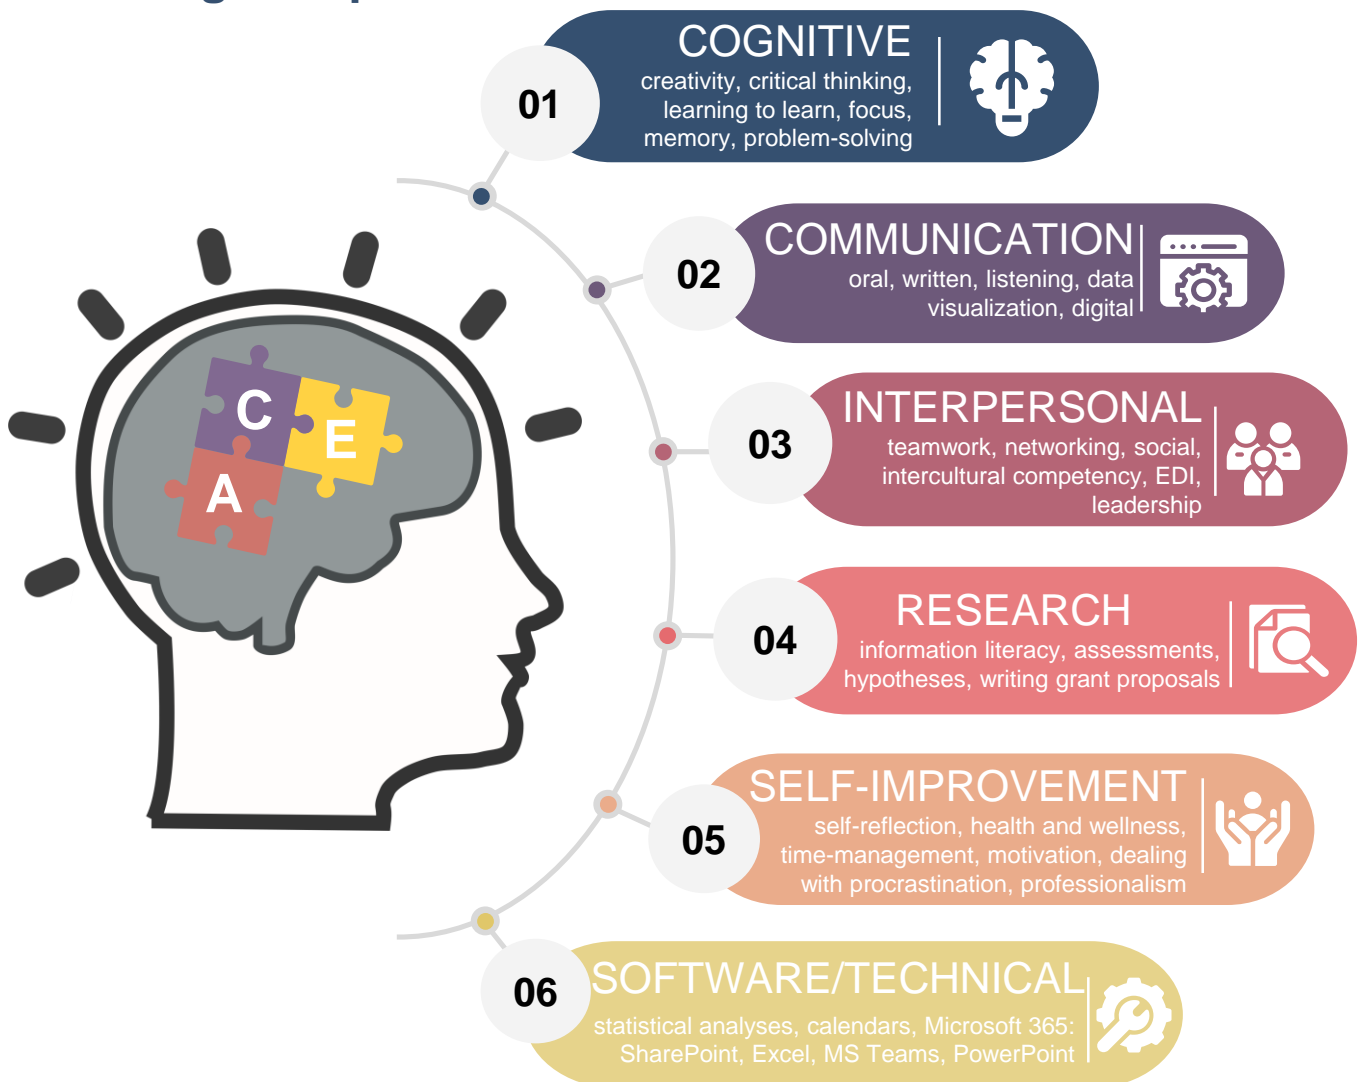 01
COGNITIVE
creativity, critical thinking,
learning to learn, focus,
memory, problem-solving
02
COMMUNICATION
oral, written, listening, data
visualization, digital
C
E
A
03
INTERPERSONAL
teamwork, networking, social,
intercultural competency, EDI,
leadership
04
RESEARCH
information literacy, assessments,
hypotheses, writing grant proposals
05
SELF-IMPROVEMENT
self-reflection, health and wellness,
time-management, motivation, dealing
with procrastination, professionalism
06
SOFTWARE/TECHNICAL
statistical analyses, calendars, Microsoft 365:
SharePoint, Excel, MS Teams, PowerPoint